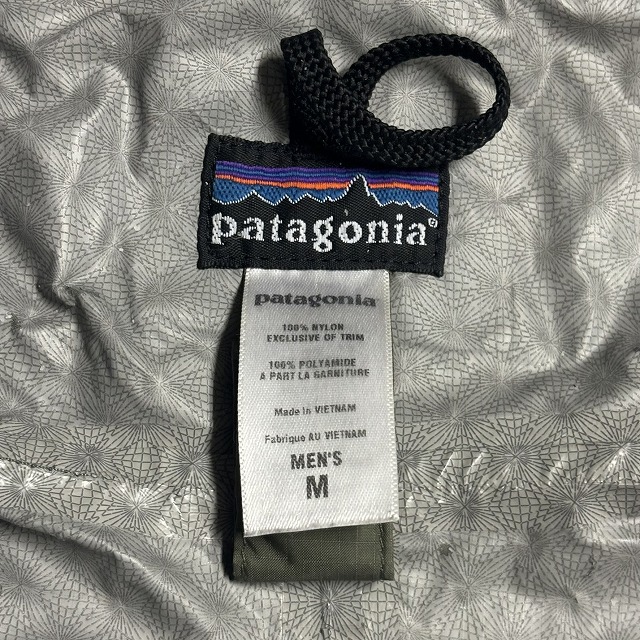 patagonia®
patagonia
100% NYLON
EXCLUSIVE OF TRIM
100% POLYAMIDE
À PART LA GARNITURE
Made in VIETNAM
Fabriqué AU VIETNAM
MEN'S
M